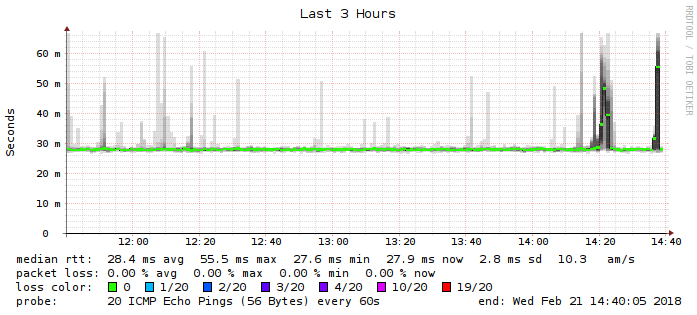 Last 3 Hours
RRDTOOL / TOBI OETIKER
Seconds
60 m
50 m
40 m
30 m
20 m
10 m
0
12:00 12:20 12:40 13:00 13:20 13:40 14:00 14:20 14:40
median rtt: 28.4 ms avg 55.5 ms max 27.6 ms min 27.9 ms now 2.8 ms sd 10.3 am/s
packet loss: 0.00 % avg 0.00 % max 0.00 % min 0.00 % now
loss color: 0 1/20 2/20 3/20 4/20 10/20 19/20
probe: 20 ICMP Echo Pings (56 Bytes) every 60s end: Wed Feb 21 14:40:05 2018